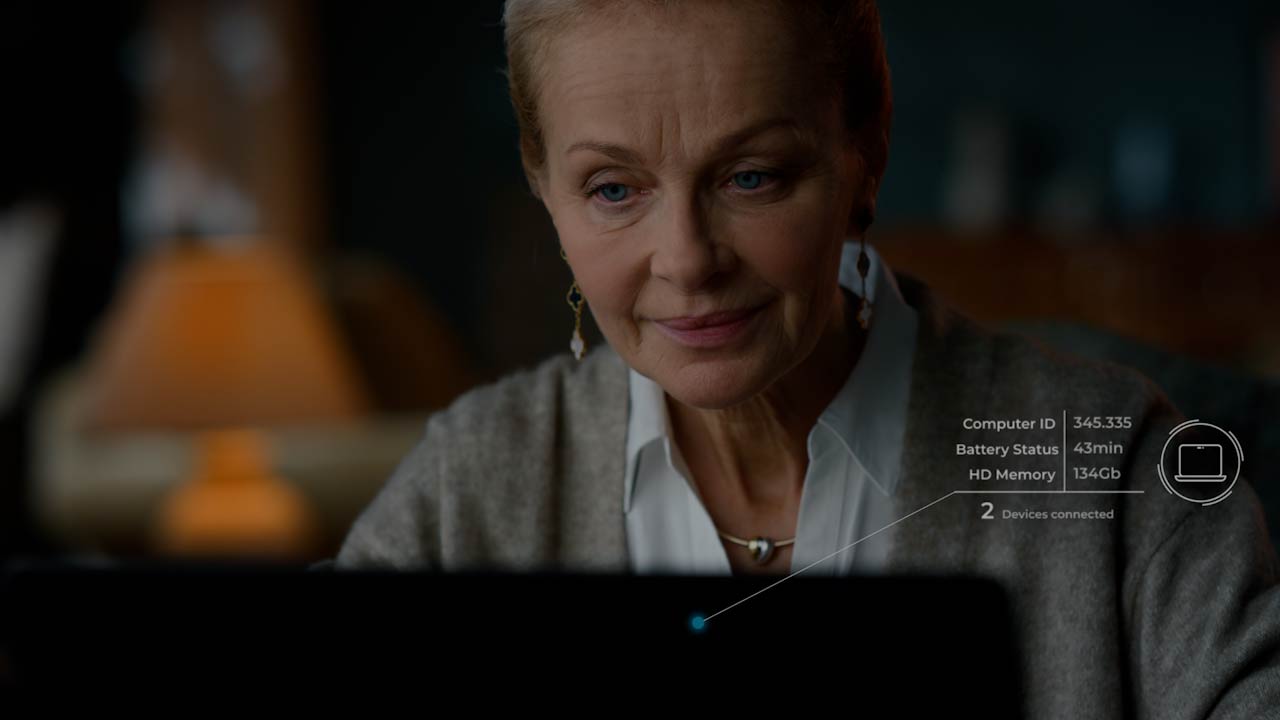 Computer ID 345.335
Battery Status 43min
HD Memory 134Gb
2 Devices connected